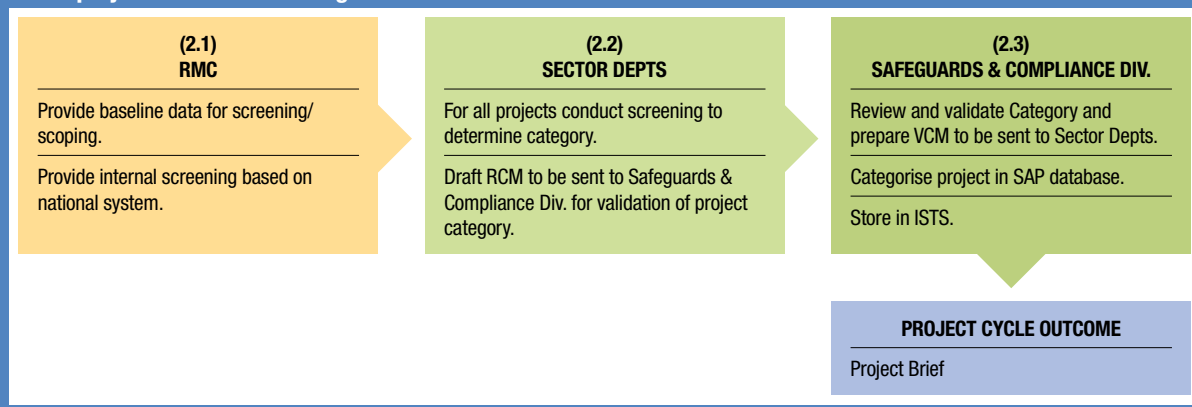 (2.1)
RMC
Provide baseline data for screening/
scoping.
Provide internal screening based on
national system.
(2.2)
SECTOR DEPTS
For all projects conduct screening to
determine category.
Draft RCM to be sent to Safeguards &
Compliance Div. for validation of project
category.
(2.3)
SAFEGUARDS & COMPLIANCE DIV.
Review and validate Category and
prepare VCM to be sent to Sector Depts.
Categorise project in SAP database.
Store in ISTS.
PROJECT CYCLE OUTCOME
Project Brief